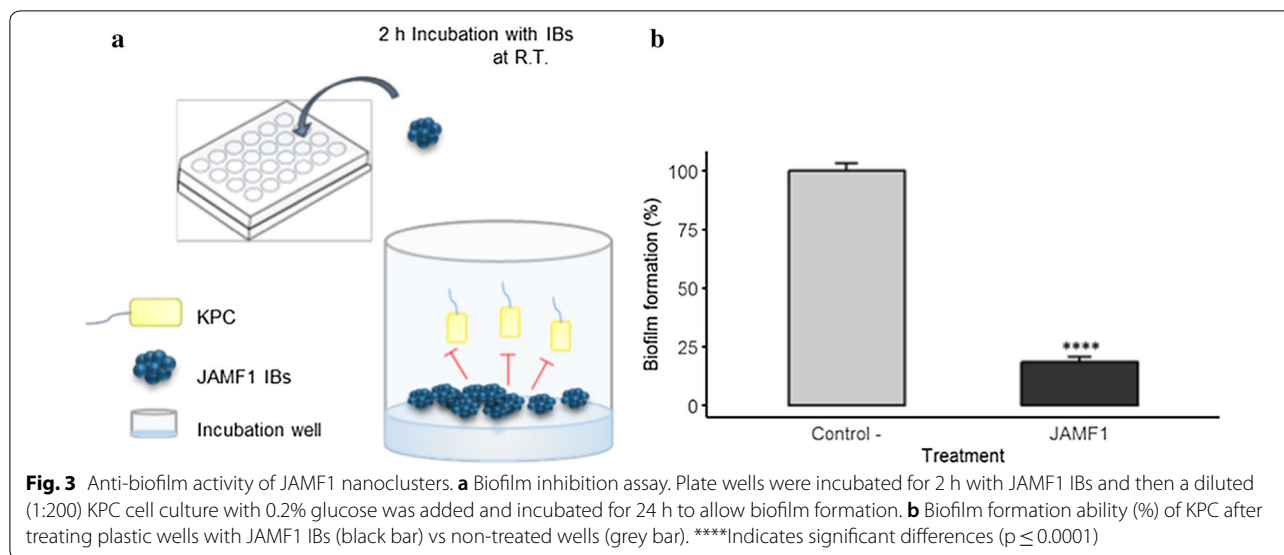 a
2 h Incubation with IBs
at R.T.
KPC
JAMF1 IBs
Incubation well
b
Biofilm formation (%)
100
75
50
25
0
****
Control -
JAMF1
Treatment
Fig. 3 Anti-biofilm activity of JAMF1 nanoclusters. a Biofilm inhibition assay. Plate wells were incubated for 2 h with JAMF1 IBs and then a diluted
(1:200) KPC cell culture with 0.2% glucose was added and incubated for 24 h to allow biofilm formation. b Biofilm formation ability (%) of KPC after
treating plastic wells with JAMF1 IBs (black bar) vs non-treated wells (grey bar). ****Indicates significant differences (p ≤ 0.0001)